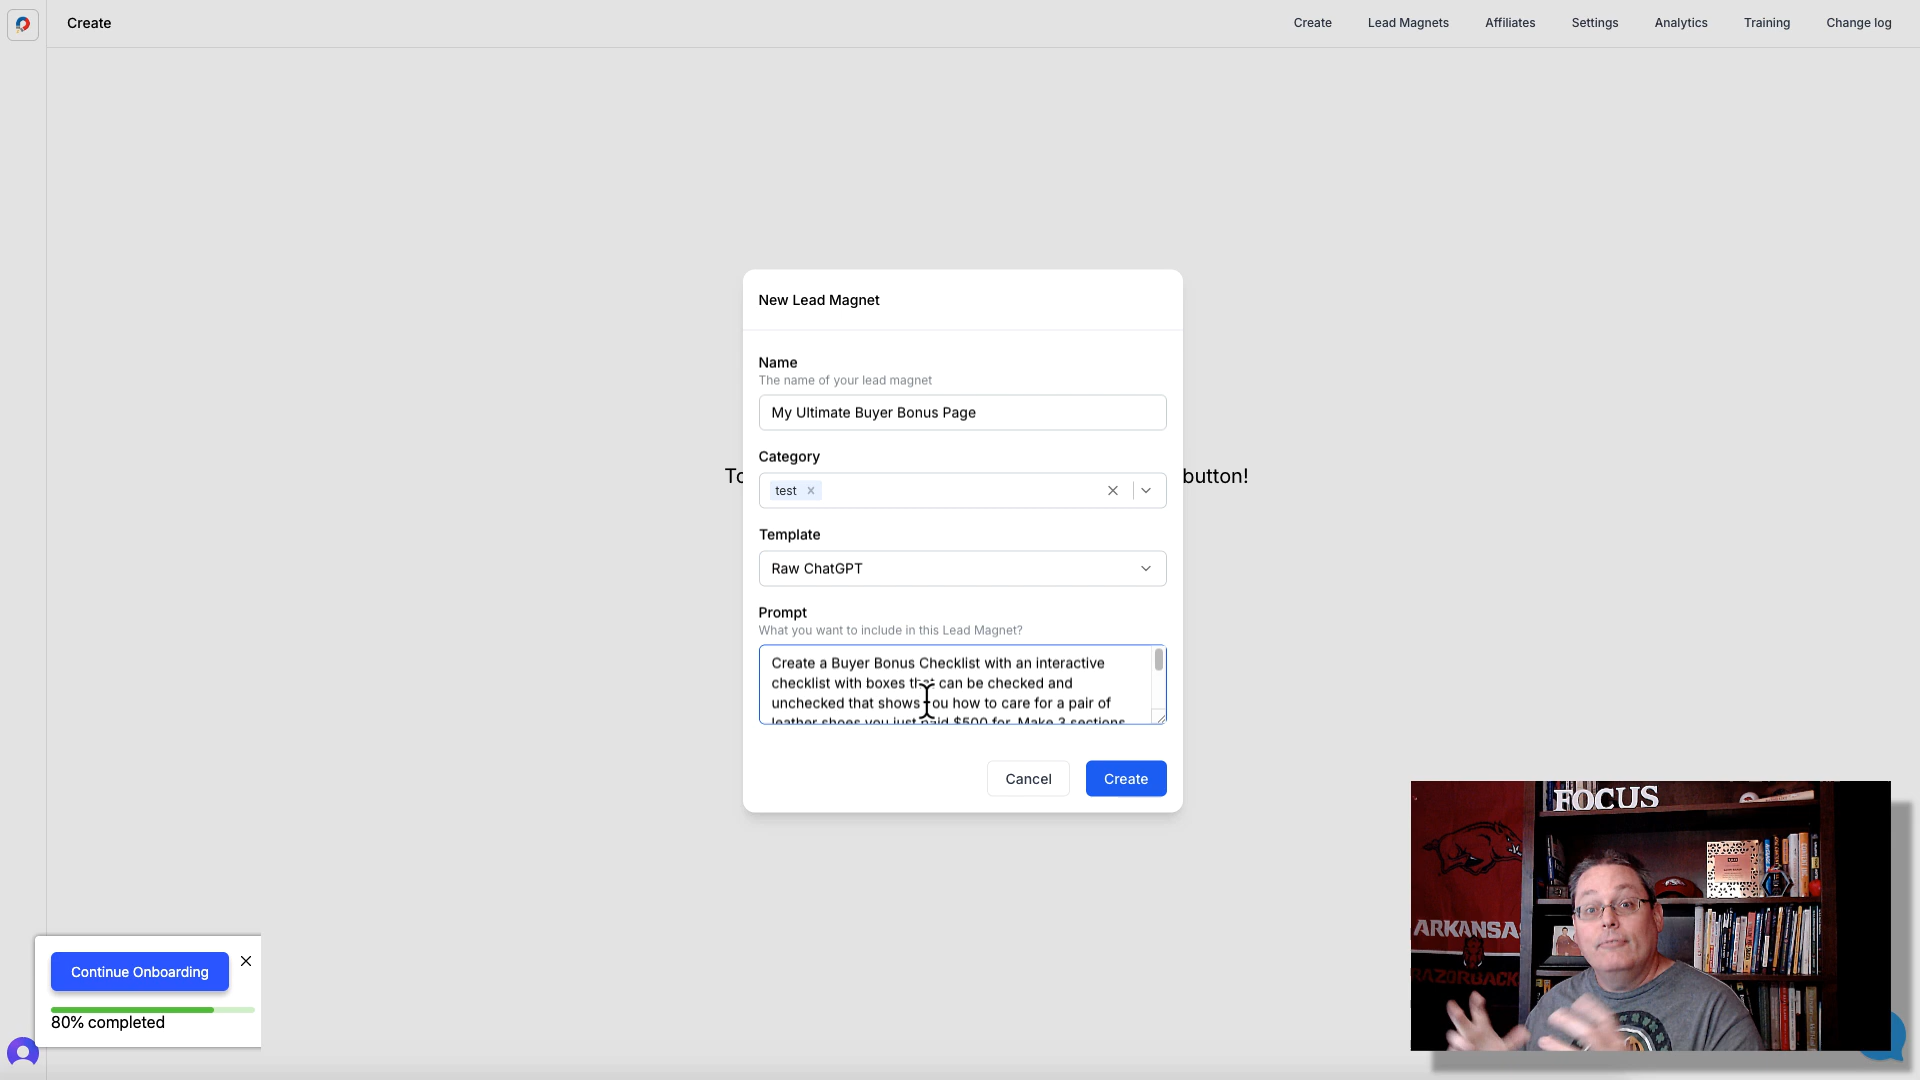 Create
Create
Lead Magnets
Affiliates
Settings
Analytics
Training
Change log
New Lead Magnet
Name
The name of your lead magnet
My Ultimate Buyer Bonus Page
Category
test
To
button!
Template
Raw ChatGPT
Prompt
What you want to include in this Lead Magnet?
Create a Buyer Bonus Checklist with an interactive
checklist with boxes that can be checked and
unchecked that shows you how to care for a pair of
leather shoes you just paid $500 for. Make 3 sections
Cancel
Create
Continue Onboarding
80% completed
FOCUS
ARKANSAS
RAZORBACK